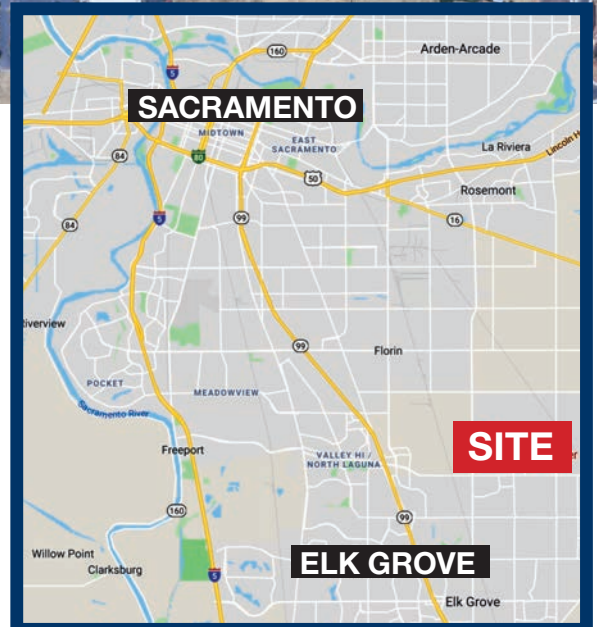 160
Arden-Arcade
5
SACRAMENTO
MIDTOWN
EAST
SACRAMENTO
La Riviera
Lincoln H
84
80
50
Rosemont
5
99
16
84
iverview
99
Florin
POCKET
MEADOWVIEW
Sacramento River
Freeport
VALLEY HI /
NORTH LAGUNA
SITE
er
160
99
Willow Point
Clarksburg
5
ELK GROVE
Elk Grove